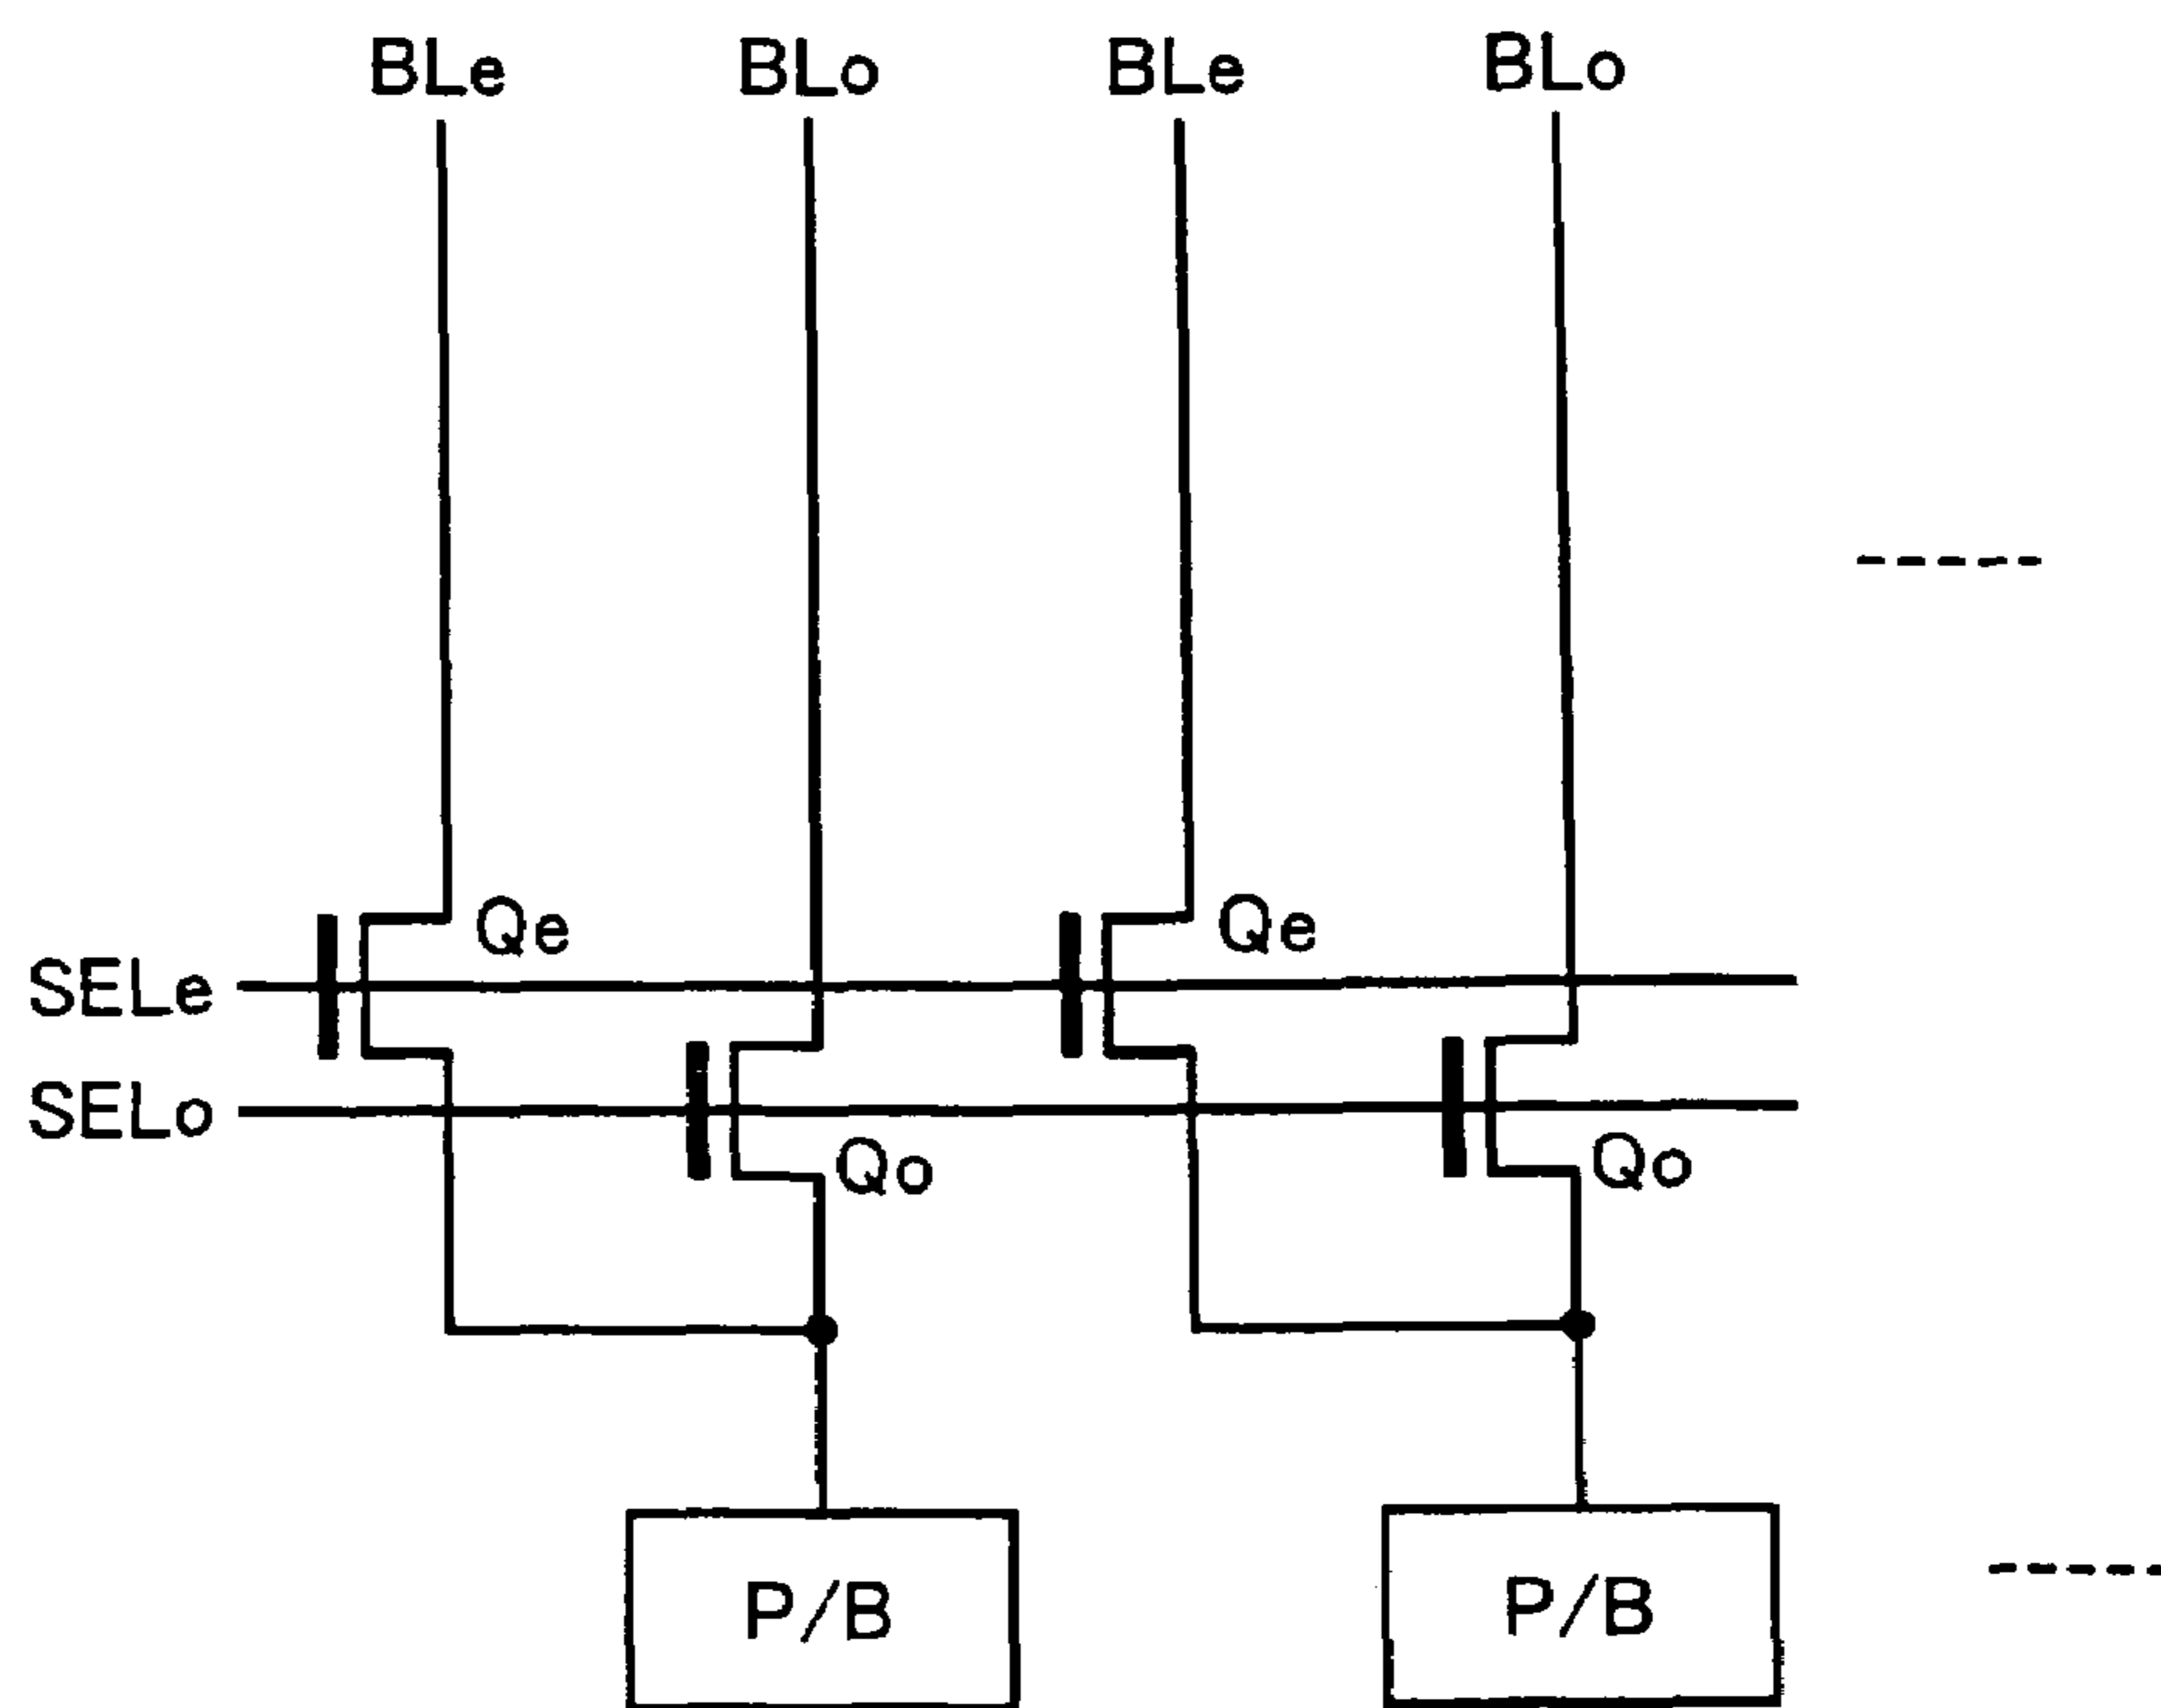 BLe BLo BLe BLo
Qe Qe
SELe
SELo
Qo Qo
P/B P/B